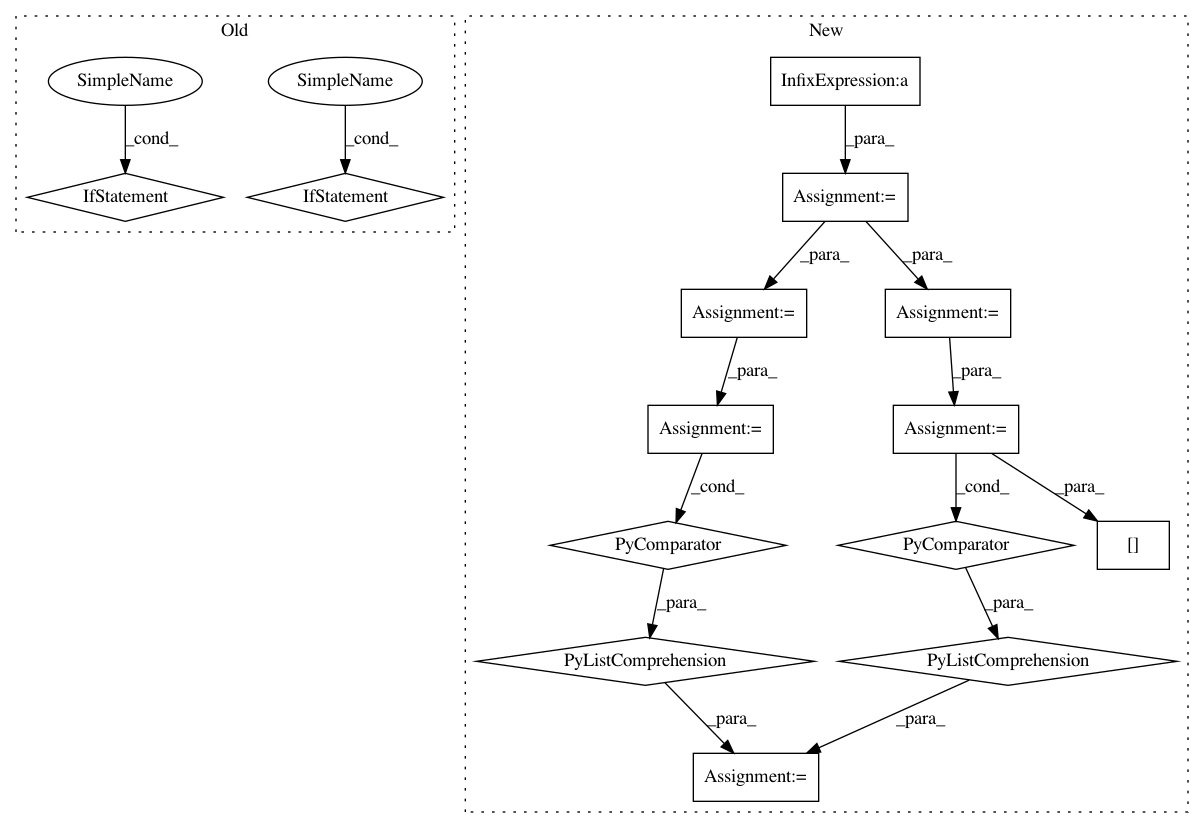 Old
New
SimpleName
SimpleName
InfixExpression:a
_cond_
_cond_
_para_
IfStatement
IfStatement
Assignment:=
_para_
_para_
Assignment:=
Assignment:=
_para_
_para_
Assignment:=
Assignment:=
_cond_
_cond_
_para_
PyComparator
PyComparator
[]
_para_
_para_
PyListComprehension
PyListComprehension
_para_
_para_
Assignment:=